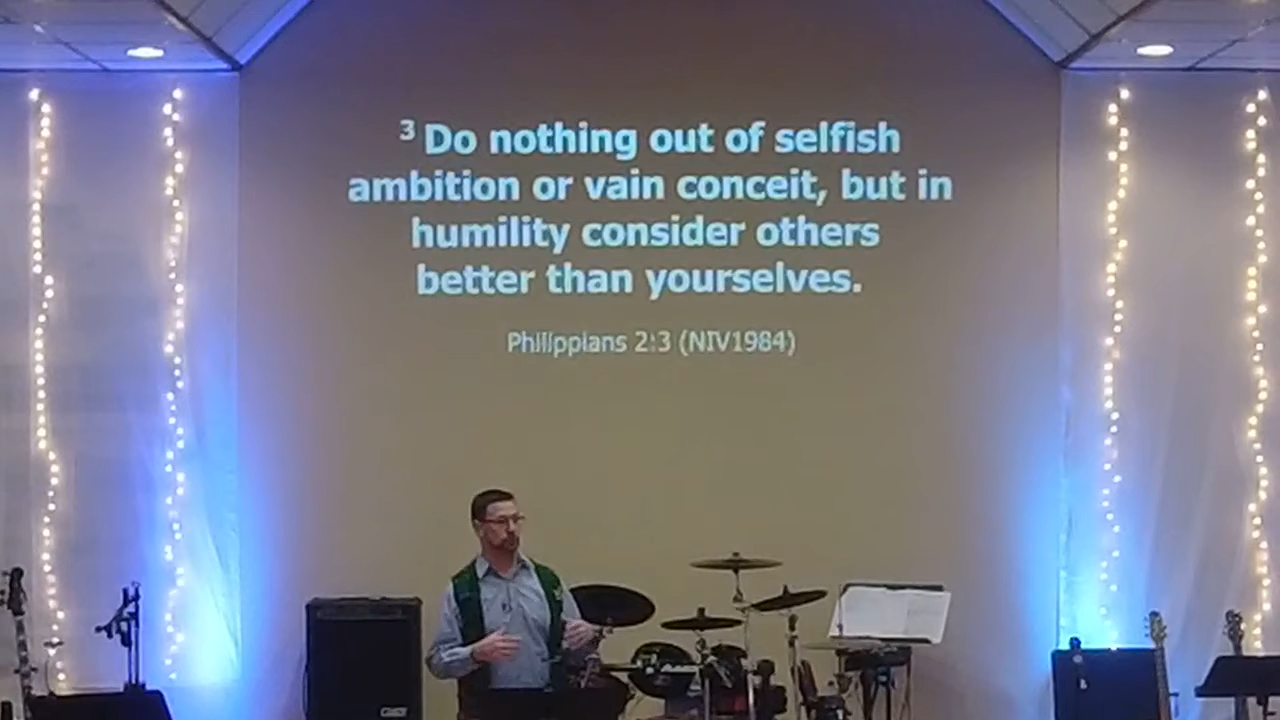 ³ Do nothing out of selfish
ambition or vain conceit, but in
humility consider others
better than yourselves.
Philippians 2:3 (NIV1984)